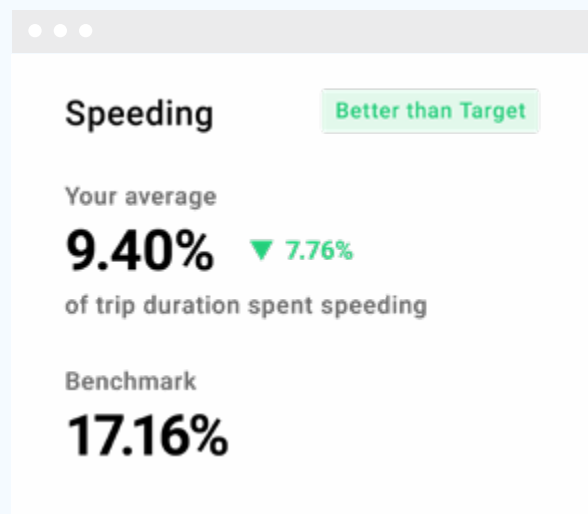 Speeding
Better than Target
Your average
9.40% ▼ 7.76%
of trip duration spent speeding
Benchmark
17.16%